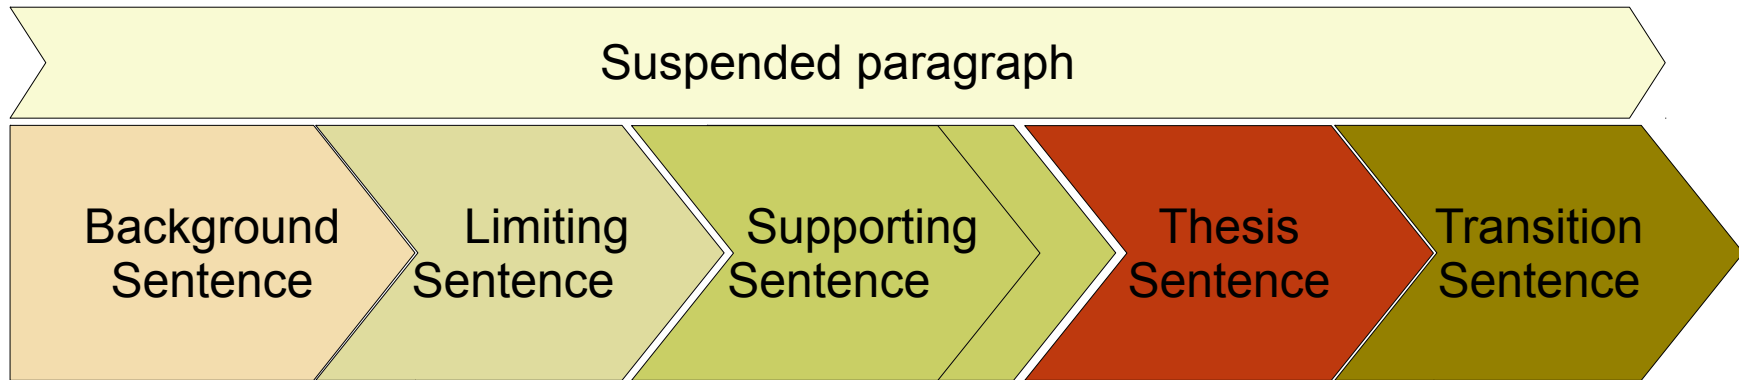 Suspended paragraph
Background
Sentence
Limiting
Sentence
Supporting
Sentence
Thesis
Sentence
Transition
Sentence